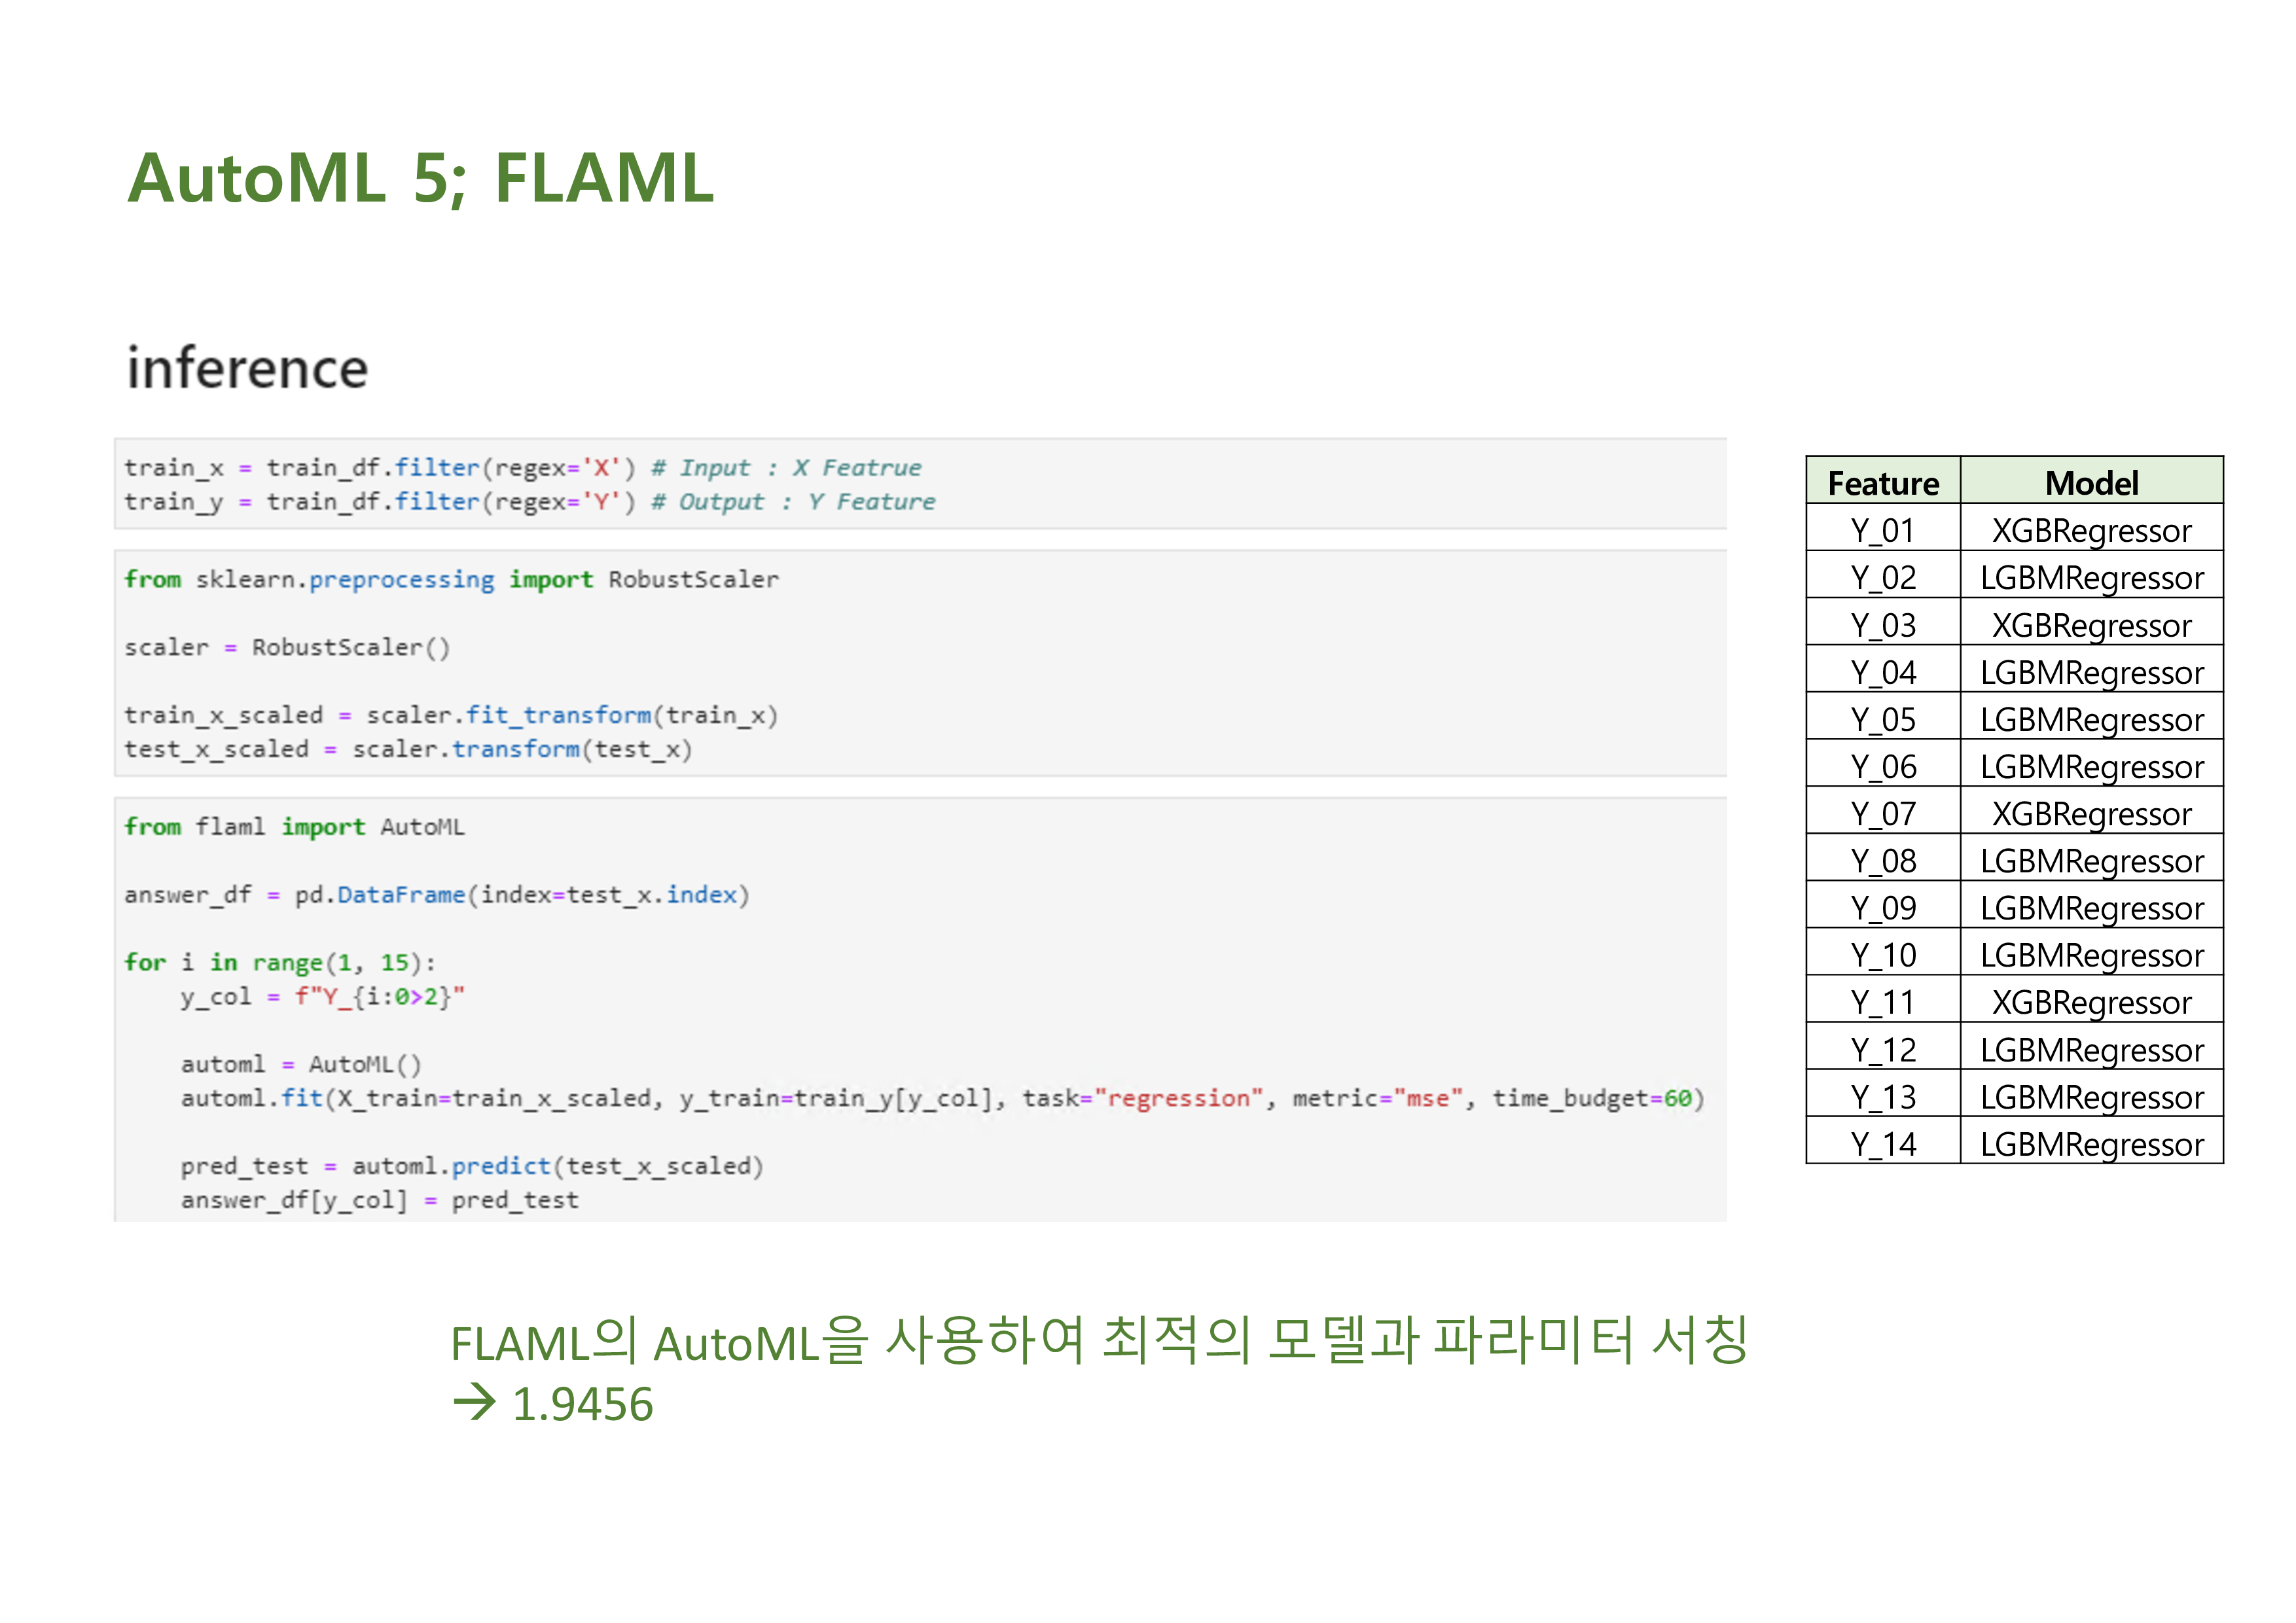 AutoML 5; FLAML
inference
train_x = train_df.filter(regex='X') # Input : X Featrue
train_y = train_df.filter(regex='Y') # Output : Y Feature
from sklearn.preprocessing import RobustScaler
scaler = RobustScaler()
train_x_scaled = scaler.fit_transform(train_x)
test_x_scaled = scaler.transform(test_x)
from flaml import AutoML
answer_df = pd.DataFrame(index=test_x.index)
for i in range(1, 15):
    y_col = f"Y_{i:0>2}"
    automl = AutoML()
    automl.fit(X_train=train_x_scaled, y_train=train_y[y_col], task="regression", metric="mse", time_budget=60)
    pred_test = automl.predict(test_x_scaled)
    answer_df[y_col] = pred_test
Feature Model
Y_01 XGBRegressor
Y_02 LGBMRegressor
Y_03 XGBRegressor
Y_04 LGBMRegressor
Y_05 LGBMRegressor
Y_06 LGBMRegressor
Y_07 XGBRegressor
Y_08 LGBMRegressor
Y_09 LGBMRegressor
Y_10 LGBMRegressor
Y_11 XGBRegressor
Y_12 LGBMRegressor
Y_13 LGBMRegressor
Y_14 LGBMRegressor
FLAML의 AutoML을 사용하여 최적의 모델과 파라미터 서칭
→ 1.9456